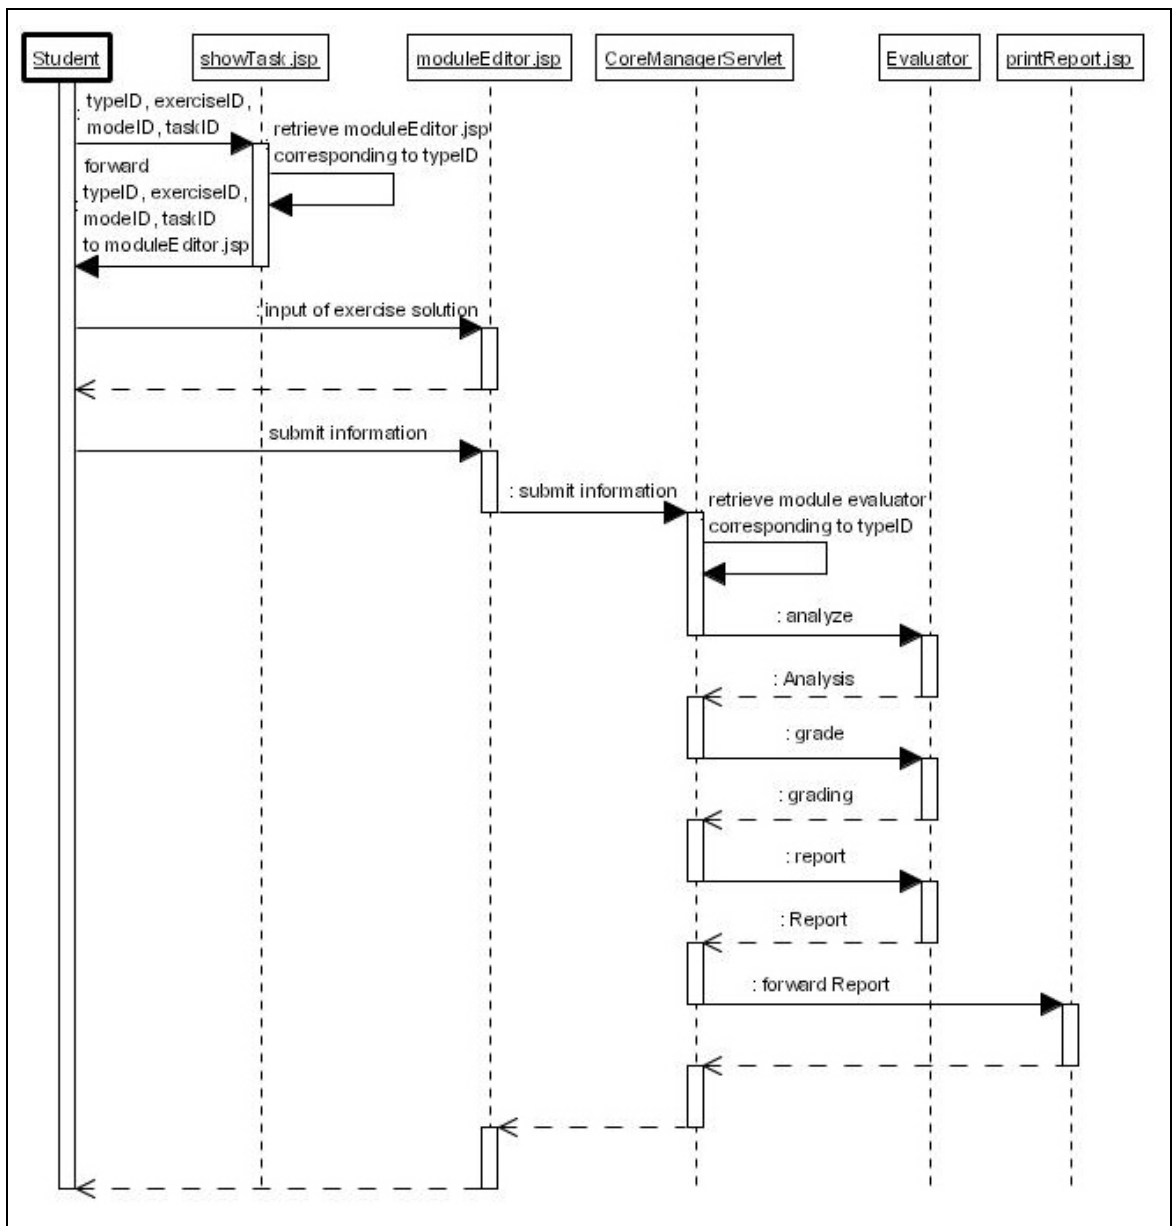 Student
showTask.jsp
moduleEditor.jsp
CoreManagerServlet
Evaluator
printReport.jsp
: typeID, exerciseID,
modeID, taskID
: retrieve moduleEditor.jsp
corresponding to typeID
forward
: typeID, exerciseID,
modeID, taskID
to moduleEditor.jsp
: input of exercise solution
submit information
: submit information
: retrieve module evaluator
corresponding to typeID
: analyze
: Analysis
: grade
: grading
: report
: Report
: forward Report